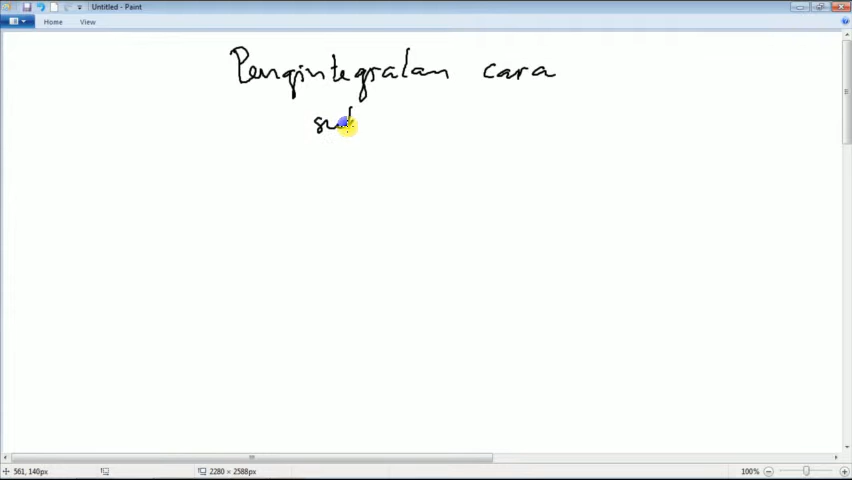 Untitled - Paint
Home View
Pengintegralan cara
561, 140px 2280 × 2588px 100%